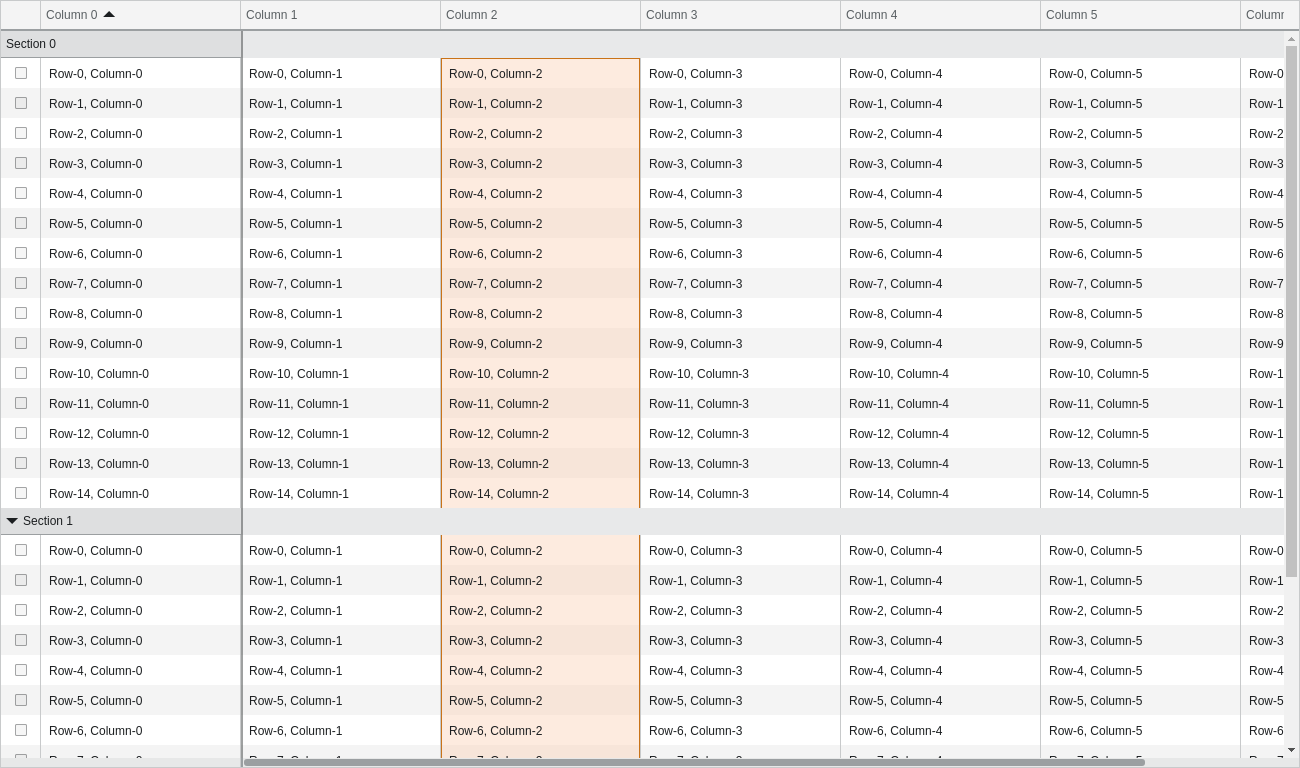 Column 0 Column 1 Column 2 Column 3 Column 4 Column 5 Column
Section 0
Row-0, Column-0 Row-0, Column-1 Row-0, Column-2 Row-0, Column-3 Row-0, Column-4 Row-0, Column-5 Row-0
Row-1, Column-0 Row-1, Column-1 Row-1, Column-2 Row-1, Column-3 Row-1, Column-4 Row-1, Column-5 Row-1
Row-2, Column-0 Row-2, Column-1 Row-2, Column-2 Row-2, Column-3 Row-2, Column-4 Row-2, Column-5 Row-2
Row-3, Column-0 Row-3, Column-1 Row-3, Column-2 Row-3, Column-3 Row-3, Column-4 Row-3, Column-5 Row-3
Row-4, Column-0 Row-4, Column-1 Row-4, Column-2 Row-4, Column-3 Row-4, Column-4 Row-4, Column-5 Row-4
Row-5, Column-0 Row-5, Column-1 Row-5, Column-2 Row-5, Column-3 Row-5, Column-4 Row-5, Column-5 Row-5
Row-6, Column-0 Row-6, Column-1 Row-6, Column-2 Row-6, Column-3 Row-6, Column-4 Row-6, Column-5 Row-6
Row-7, Column-0 Row-7, Column-1 Row-7, Column-2 Row-7, Column-3 Row-7, Column-4 Row-7, Column-5 Row-7
Row-8, Column-0 Row-8, Column-1 Row-8, Column-2 Row-8, Column-3 Row-8, Column-4 Row-8, Column-5 Row-8
Row-9, Column-0 Row-9, Column-1 Row-9, Column-2 Row-9, Column-3 Row-9, Column-4 Row-9, Column-5 Row-9
Row-10, Column-0 Row-10, Column-1 Row-10, Column-2 Row-10, Column-3 Row-10, Column-4 Row-10, Column-5 Row-1
Row-11, Column-0 Row-11, Column-1 Row-11, Column-2 Row-11, Column-3 Row-11, Column-4 Row-11, Column-5 Row-1
Row-12, Column-0 Row-12, Column-1 Row-12, Column-2 Row-12, Column-3 Row-12, Column-4 Row-12, Column-5 Row-1
Row-13, Column-0 Row-13, Column-1 Row-13, Column-2 Row-13, Column-3 Row-13, Column-4 Row-13, Column-5 Row-1
Row-14, Column-0 Row-14, Column-1 Row-14, Column-2 Row-14, Column-3 Row-14, Column-4 Row-14, Column-5 Row-1
Section 1
Row-0, Column-0 Row-0, Column-1 Row-0, Column-2 Row-0, Column-3 Row-0, Column-4 Row-0, Column-5 Row-0
Row-1, Column-0 Row-1, Column-1 Row-1, Column-2 Row-1, Column-3 Row-1, Column-4 Row-1, Column-5 Row-1
Row-2, Column-0 Row-2, Column-1 Row-2, Column-2 Row-2, Column-3 Row-2, Column-4 Row-2, Column-5 Row-2
Row-3, Column-0 Row-3, Column-1 Row-3, Column-2 Row-3, Column-3 Row-3, Column-4 Row-3, Column-5 Row-3
Row-4, Column-0 Row-4, Column-1 Row-4, Column-2 Row-4, Column-3 Row-4, Column-4 Row-4, Column-5 Row-4
Row-5, Column-0 Row-5, Column-1 Row-5, Column-2 Row-5, Column-3 Row-5, Column-4 Row-5, Column-5 Row-5
Row-6, Column-0 Row-6, Column-1 Row-6, Column-2 Row-6, Column-3 Row-6, Column-4 Row-6, Column-5 Row-6